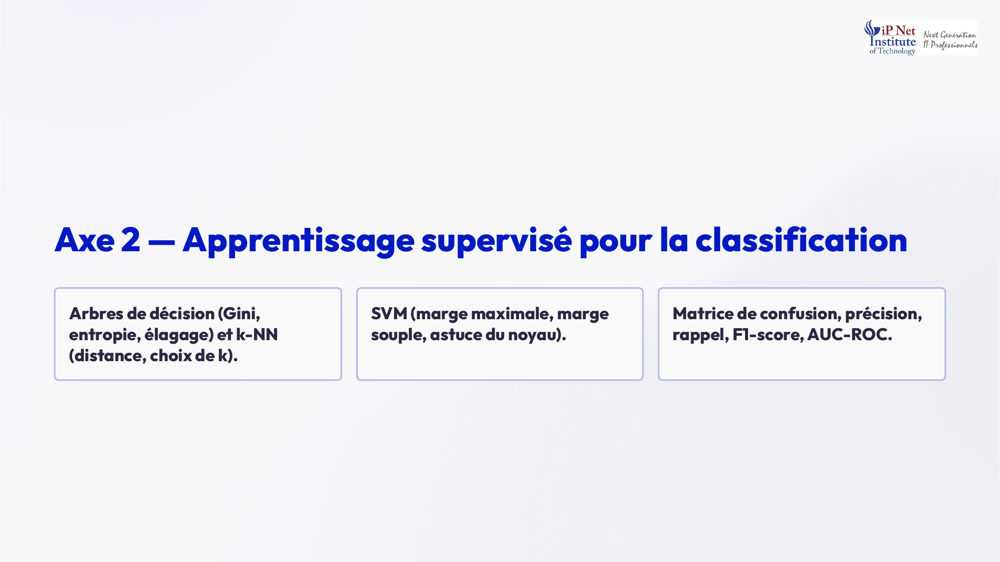 iP Net
Institute
of Technology
Next Generation
IT Professionnels
Axe 2 — Apprentissage supervisé pour la classification
Arbres de décision (Gini,
entropie, élagage) et k-NN
(distance, choix de k).
SVM (marge maximale, marge
souple, astuce du noyau).
Matrice de confusion, précision,
rappel, F1-score, AUC-ROC.